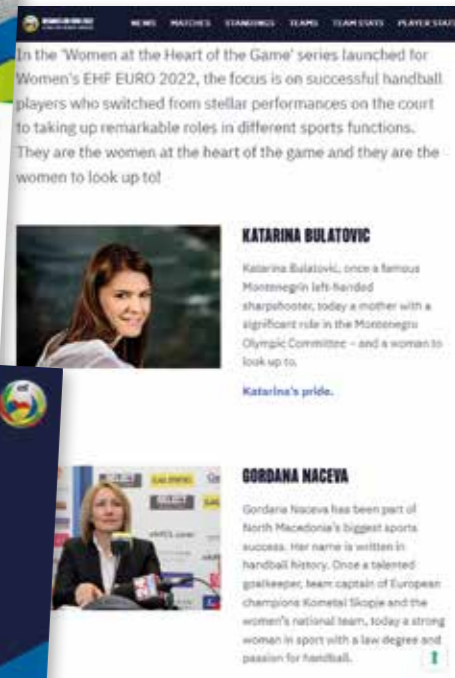 NEWS MATCHES STANDINGS TEAMS TEAM STATS PLAYER STATS
In the 'Women at the Heart of the Game' series launched for
Women's EHF EURO 2022, the focus is on successful handball
players who switched from stellar performances on the court
to taking up remarkable roles in different sports functions.
They are the women at the heart of the game and they are the
women to look up to!
KATARINA BULATOVIC
Katarina Bulatovic, once a famous
Montenegrin left-handed
sharpshooter, today a mother with a
significant role in the Montenegro
Olympic Committee – and a woman to
look up to.
Katarina's pride.
GORDANA NACEVA
Gordana Naceva has been part of
North Macedonia's biggest sports
success. Her name is written in
handball history. Once a talented
goalkeeper, team captain of European
champions Kometal Skopje and the
women's national team, today a strong
woman in sport with a law degree and
passion for handball.